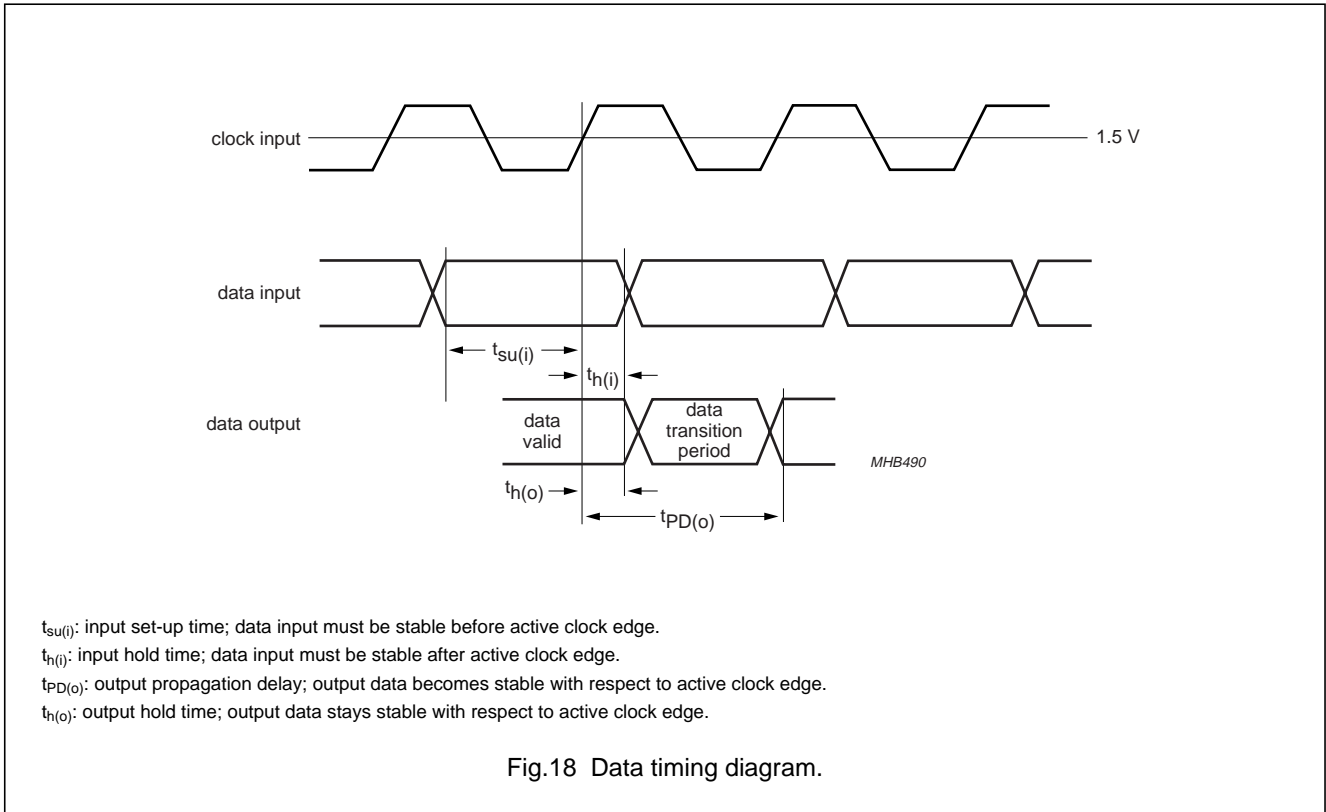 clock input
1.5 V
data input
tsu(i)
th(i)
data output
data
valid
data
transition
period
MHB490
th(o)
tPD(o)
tsu(i): input set-up time; data input must be stable before active clock edge.
th(i): input hold time; data input must be stable after active clock edge.
tPD(o): output propagation delay; output data becomes stable with respect to active clock edge.
th(o): output hold time; output data stays stable with respect to active clock edge.
Fig.18 Data timing diagram.